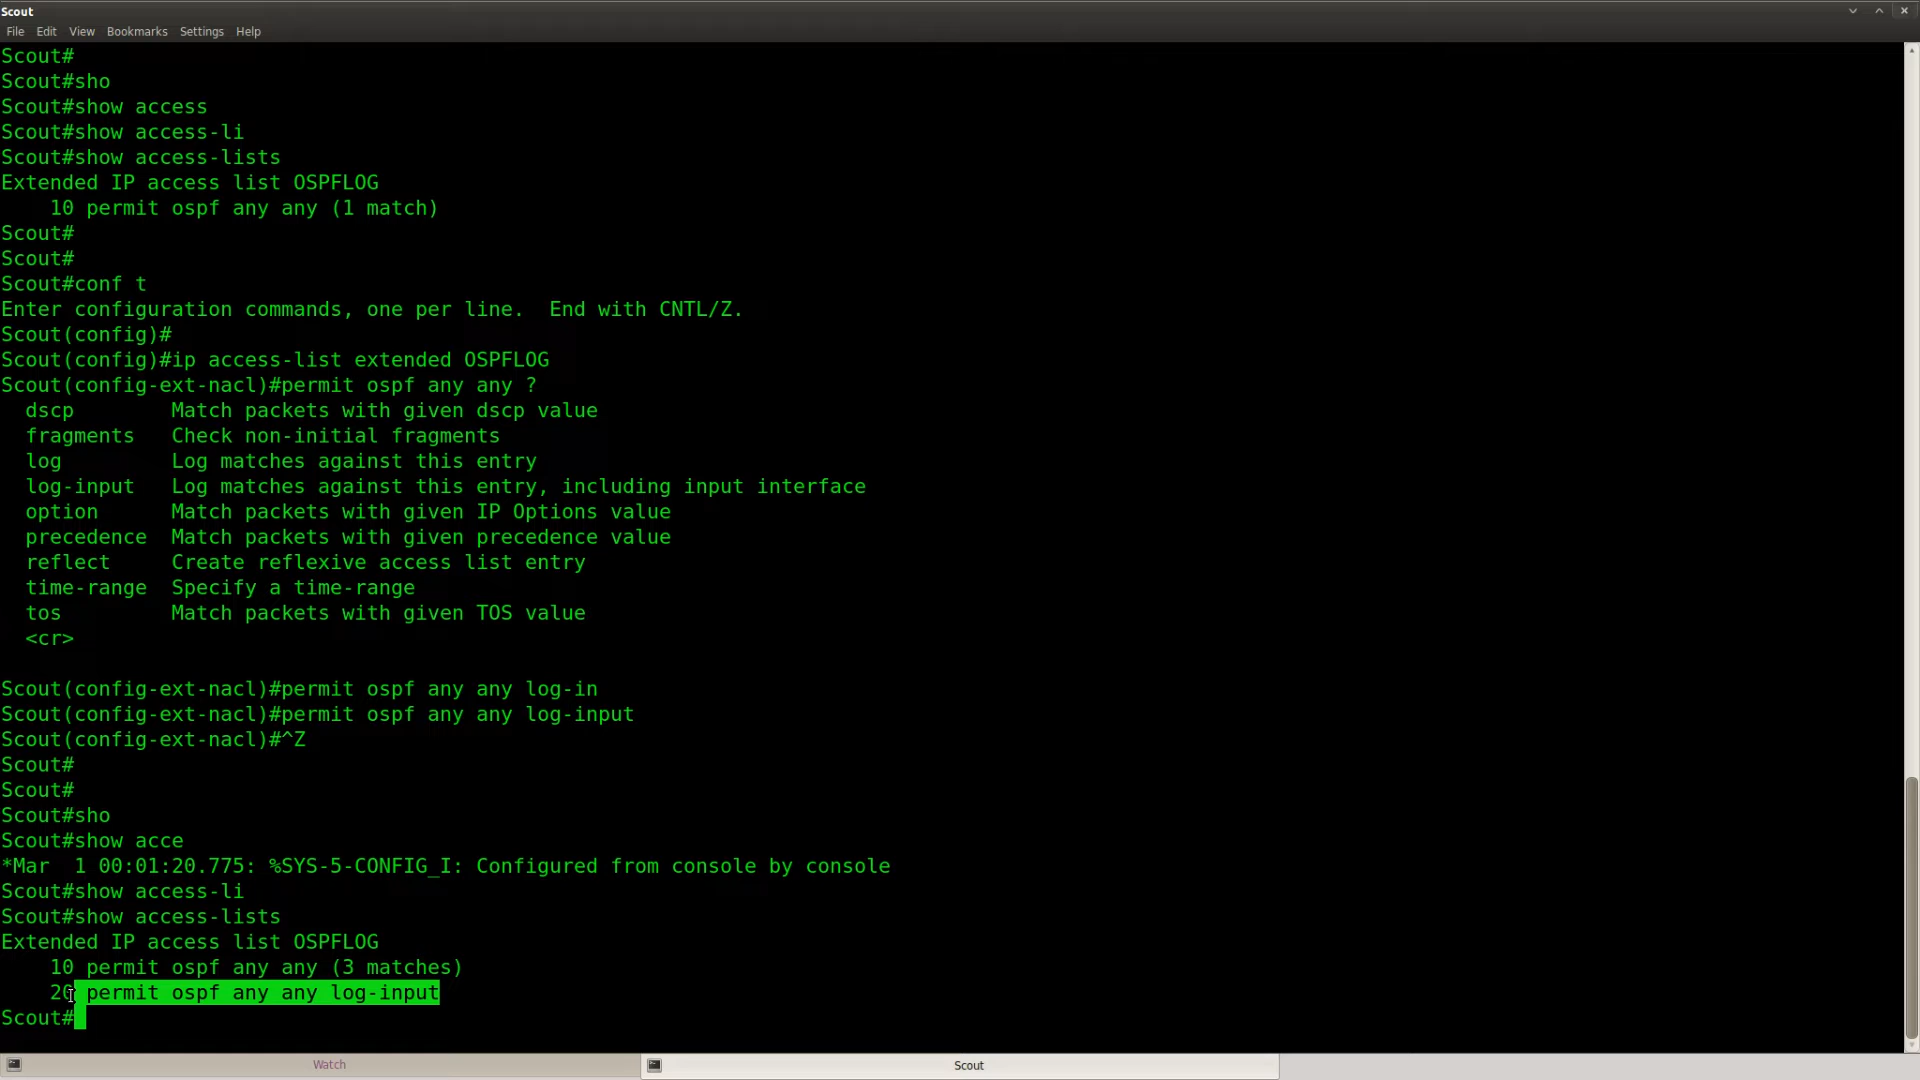 Scout
File Edit View Bookmarks Settings Help
Scout#
Scout#sho
Scout#show access
Scout#show access-li
Scout#show access-lists
Extended IP access list OSPFLOG
    10 permit ospf any any (1 match)
Scout#
Scout#
Scout#conf t
Enter configuration commands, one per line.  End with CNTL/Z.
Scout(config)#
Scout(config)#ip access-list extended OSPFLOG
Scout(config-ext-nacl)#permit ospf any any ?
  dscp        Match packets with given dscp value
  fragments   Check non-initial fragments
  log         Log matches against this entry
  log-input   Log matches against this entry, including input interface
  option      Match packets with given IP Options value
  precedence  Match packets with given precedence value
  reflect     Create reflexive access list entry
  time-range  Specify a time-range
  tos         Match packets with given TOS value
  <cr>
Scout(config-ext-nacl)#permit ospf any any log-in
Scout(config-ext-nacl)#permit ospf any any log-input
Scout(config-ext-nacl)#^Z
Scout#
Scout#
Scout#sho
Scout#show acce
*Mar  1 00:01:20.775: %SYS-5-CONFIG_I: Configured from console by console
Scout#show access-li
Scout#show access-lists
Extended IP access list OSPFLOG
    10 permit ospf any any (3 matches)
    20 permit ospf any any log-input
Scout#
Watch
Scout